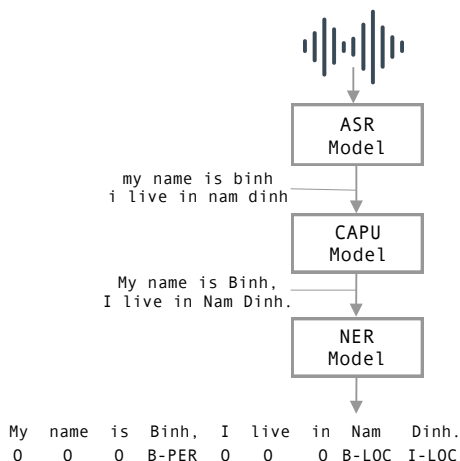 ASR
Model
my name is binh
i live in nam dinh
CAPU
Model
My name is Binh,
I live in Nam Dinh.
NER
Model
My name is Binh, I live in Nam Dinh.
O O O B-PER O O O B-LOC I-LOC